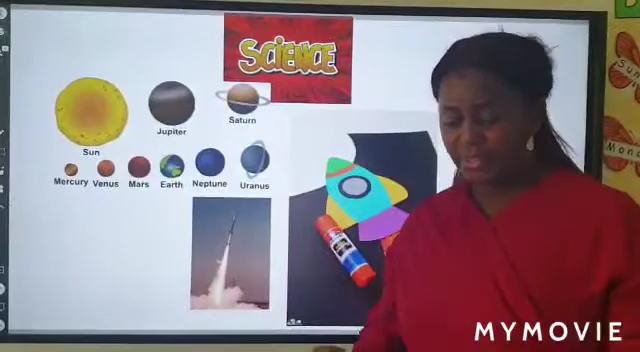 SCIENCE
Sun
Jupiter
Saturn
Mercury
Venus
Mars
Earth
Neptune
Uranus
MYMOVIE